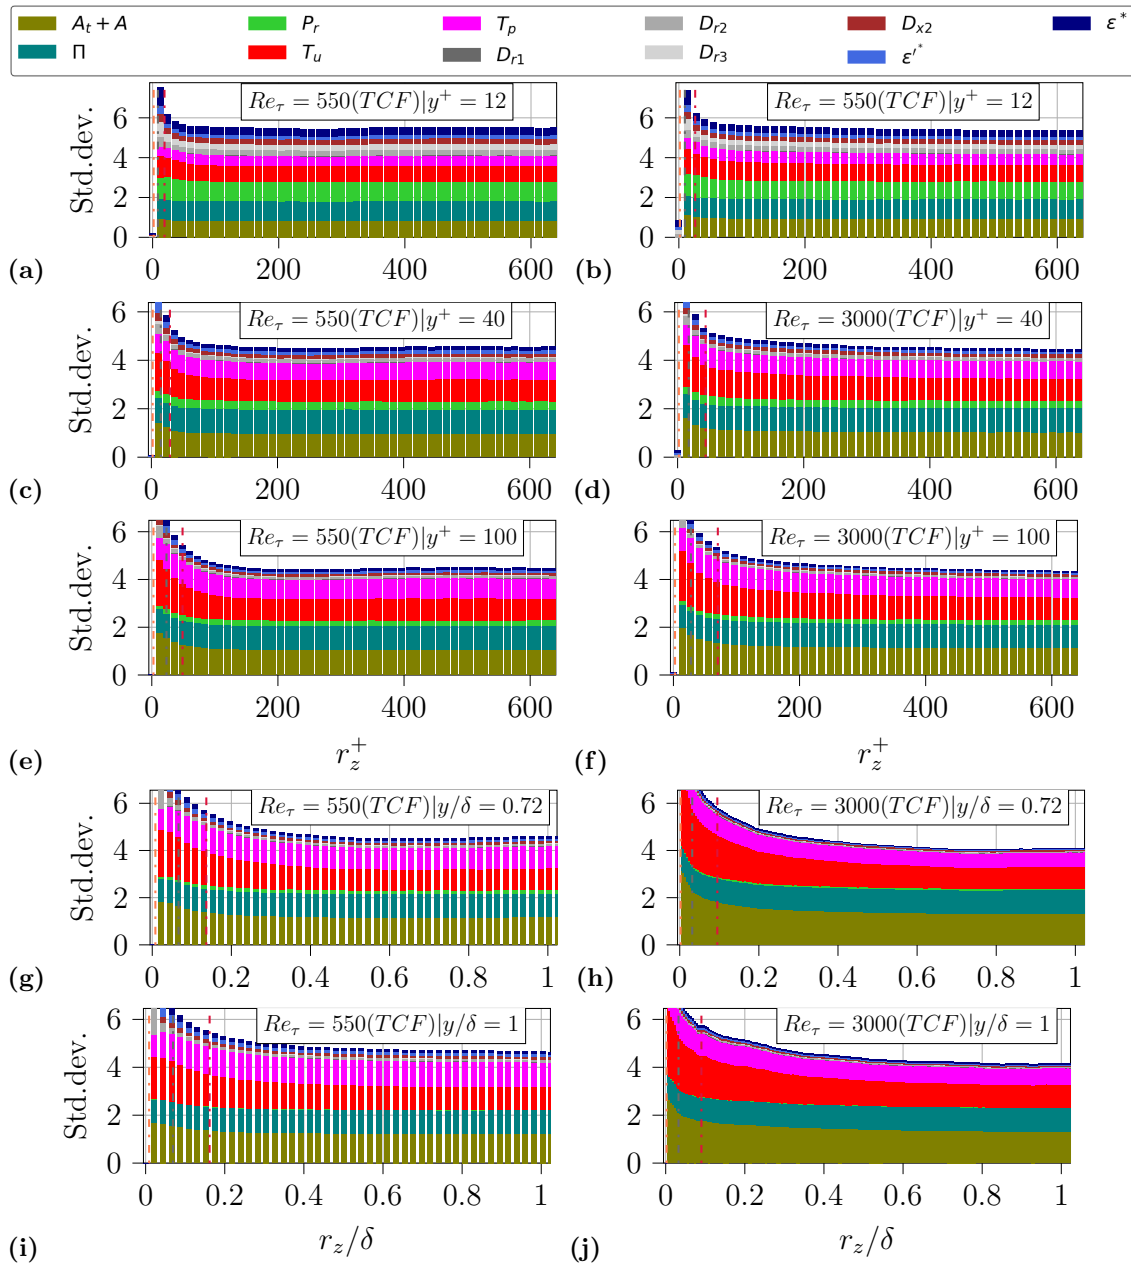 A_t + A P_r T_p D_{r2} D_{x2} ε^*
Π T_u D_{r1} D_{r3} ε'^*
Std.dev.
6
4
2
0
Re_τ = 550(TCF)|y^+ = 12
0 200 400 600
(a)
6
4
2
0
Re_τ = 550(TCF)|y^+ = 12
0 200 400 600
(b)
Std.dev.
6
4
2
0
Re_τ = 550(TCF)|y^+ = 40
0 200 400 600
(c)
6
4
2
0
Re_τ = 3000(TCF)|y^+ = 40
0 200 400 600
(d)
Std.dev.
6
4
2
0
Re_τ = 550(TCF)|y^+ = 100
0 200 400 600
(e)
r_z^+
6
4
2
0
Re_τ = 3000(TCF)|y^+ = 100
0 200 400 600
(f)
r_z^+
Std.dev.
6
4
2
0
Re_τ = 550(TCF)|y/δ = 0.72
0 0.2 0.4 0.6 0.8 1
(g)
6
4
2
0
Re_τ = 3000(TCF)|y/δ = 0.72
0 0.2 0.4 0.6 0.8 1
(h)
Std.dev.
6
4
2
0
Re_τ = 550(TCF)|y/δ = 1
0 0.2 0.4 0.6 0.8 1
(i)
r_z/δ
6
4
2
0
Re_τ = 3000(TCF)|y/δ = 1
0 0.2 0.4 0.6 0.8 1
(j)
r_z/δ